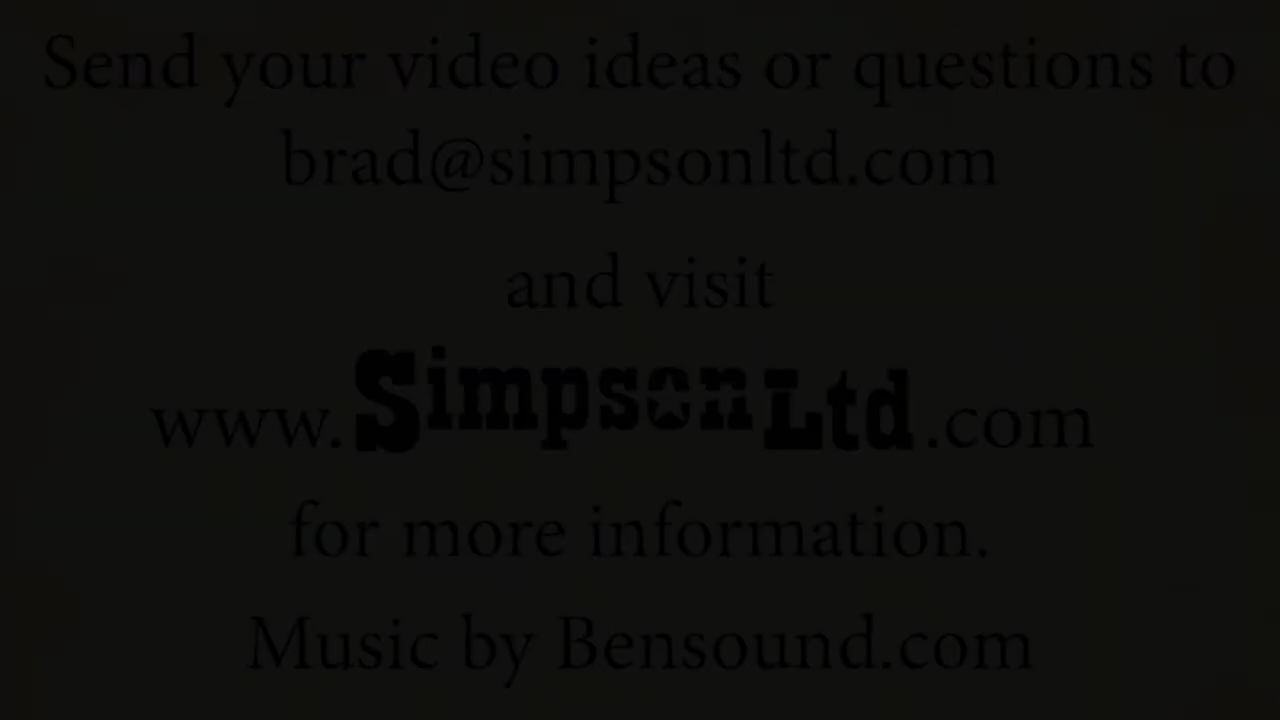 Send your video ideas or questions to
brad@simpsonltd.com
and visit
www.SimpsonLtd.com
for more information.
Music by Bensound.com